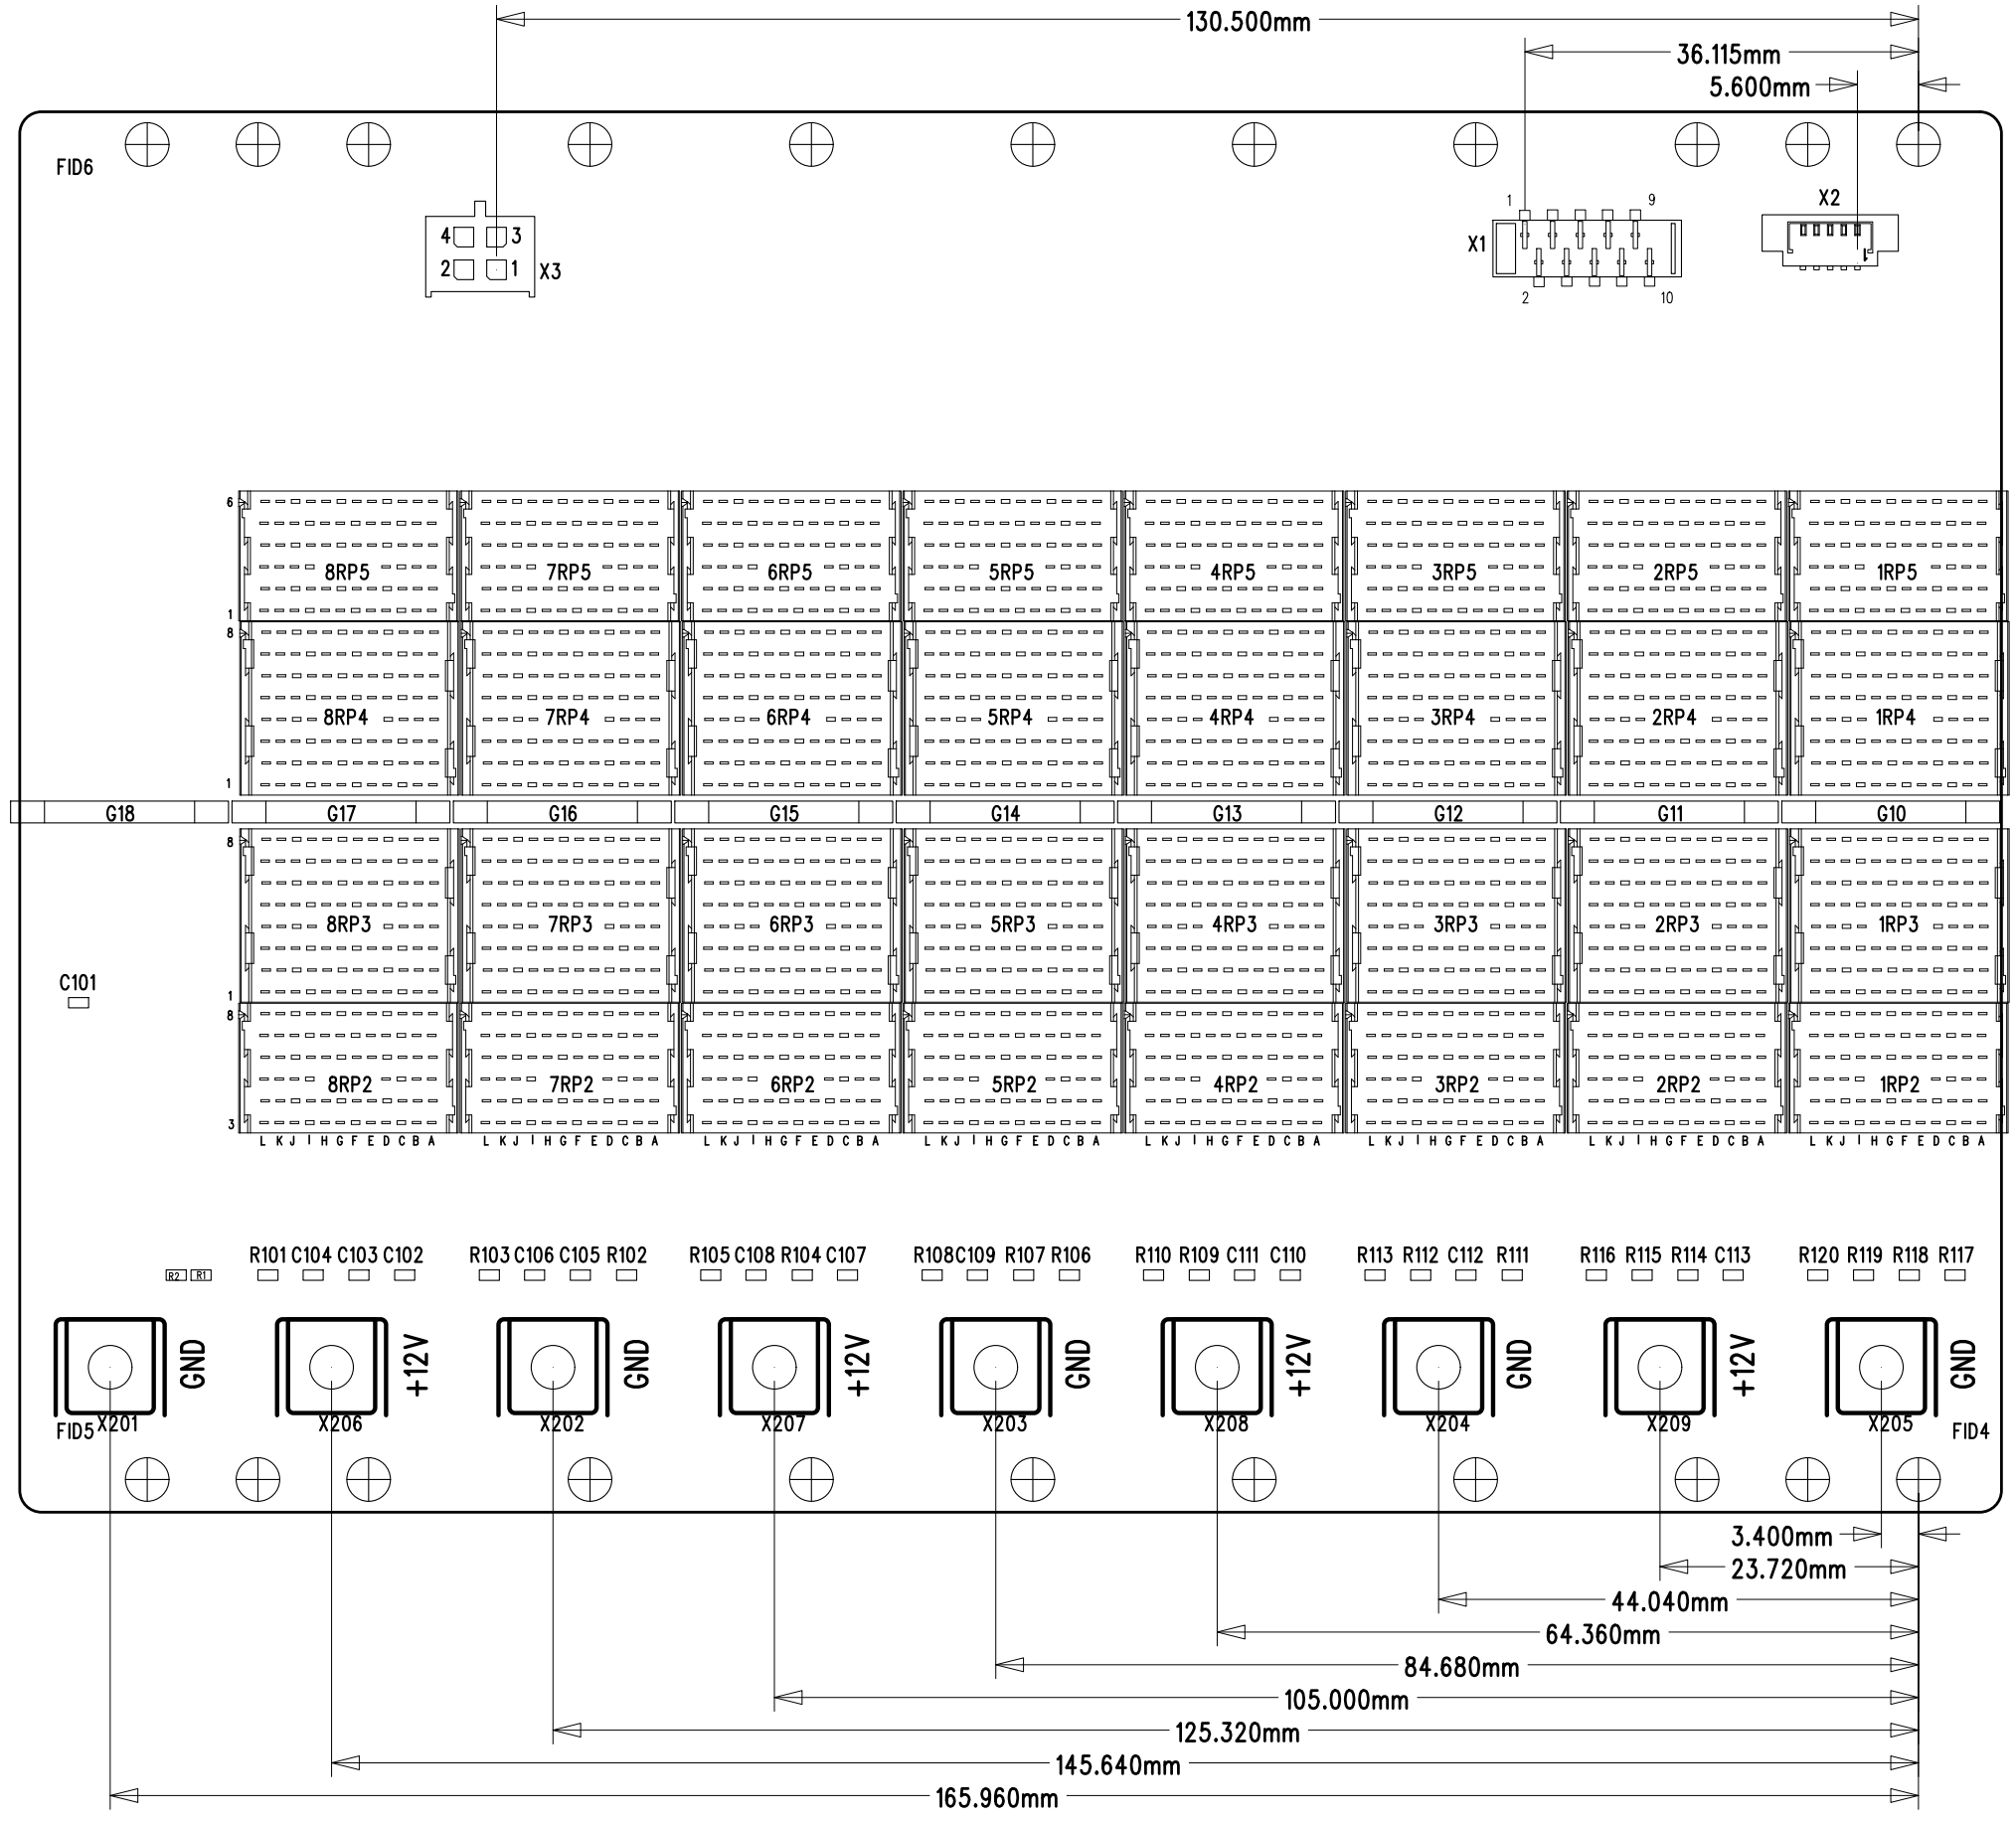 130.500mm
36.115mm
5.600mm
FID6
X2
1 9
4 3
X1
2 1 X3
1
2 10
6
8RP5 7RP5 6RP5 5RP5 4RP5 3RP5 2RP5 1RP5
1
8
8RP4 7RP4 6RP4 5RP4 4RP4 3RP4 2RP4 1RP4
1
G18 G17 G16 G15 G14 G13 G12 G11 G10
8
8RP3 7RP3 6RP3 5RP3 4RP3 3RP3 2RP3 1RP3
C101
1
8
8RP2 7RP2 6RP2 5RP2 4RP2 3RP2 2RP2 1RP2
3
L K J I H G F E D C B A L K J I H G F E D C B A L K J I H G F E D C B A L K J I H G F E D C B A L K J I H G F E D C B A L K J I H G F E D C B A L K J I H G F E D C B A L K J I H G F E D C B A
R101 C104 C103 C102 R103 C106 C105 R102 R105 C108 R104 C107 R108 C109 R107 R106 R110 R109 C111 C110 R113 R112 C112 R111 R116 R115 R114 C113 R120 R119 R118 R117
R2 R1
GND +12V GND +12V GND +12V GND +12V GND
FID5 X201 X206 X202 X207 X203 X208 X204 X209 X205 FID4
3.400mm
23.720mm
44.040mm
64.360mm
84.680mm
105.000mm
125.320mm
145.640mm
165.960mm